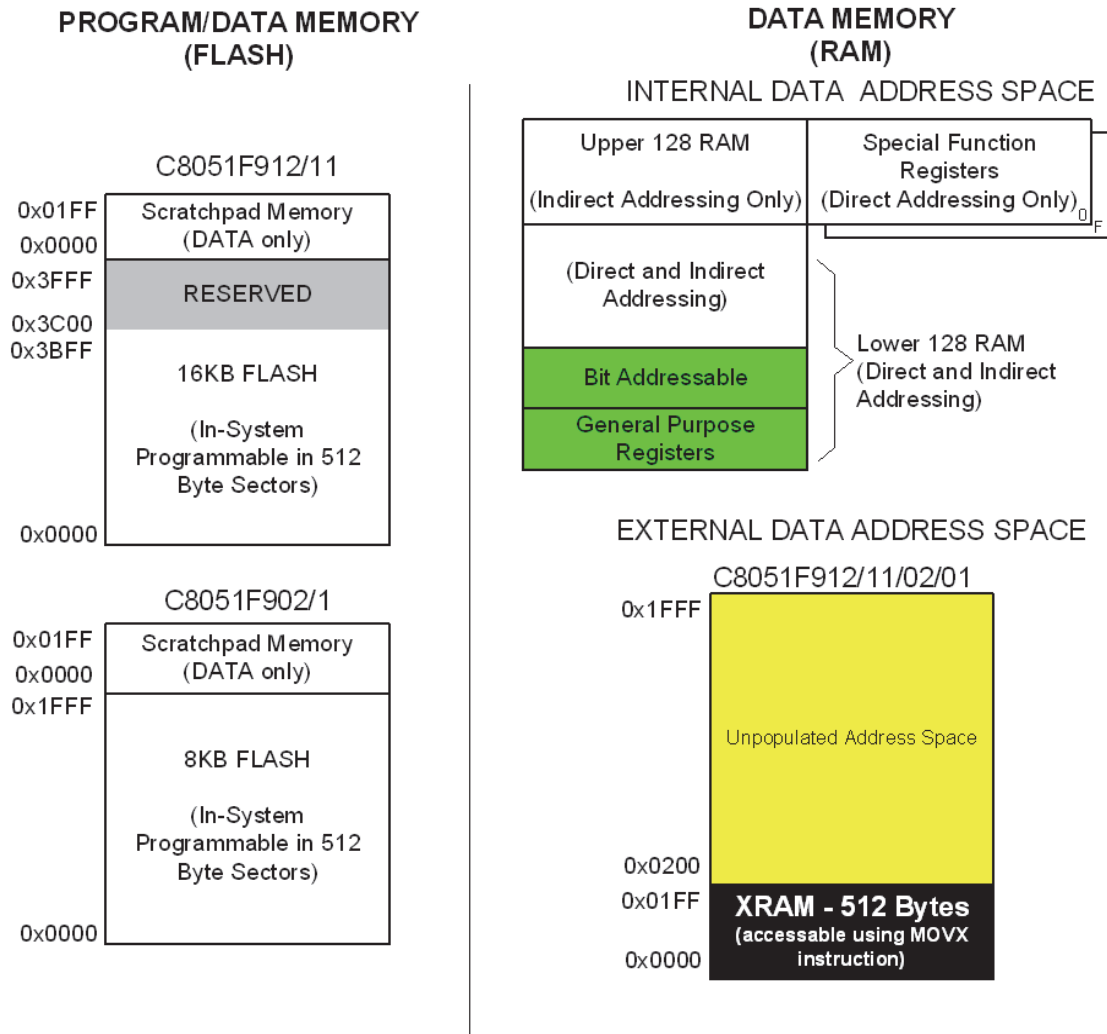 PROGRAM/DATA MEMORY
(FLASH)
C8051F912/11
0x01FF
Scratchpad Memory
(DATA only)
0x0000
0x3FFF
RESERVED
0x3C00
0x3BFF
16KB FLASH
(In-System
Programmable in 512
Byte Sectors)
0x0000
C8051F902/1
0x01FF
Scratchpad Memory
(DATA only)
0x0000
0x1FFF
8KB FLASH
(In-System
Programmable in 512
Byte Sectors)
0x0000
DATA MEMORY
(RAM)
INTERNAL DATA ADDRESS SPACE
Upper 128 RAM
(Indirect Addressing Only)
Special Function
Registers
(Direct Addressing Only)
0
F
(Direct and Indirect
Addressing)
Bit Addressable
General Purpose
Registers
Lower 128 RAM
(Direct and Indirect
Addressing)
EXTERNAL DATA ADDRESS SPACE
C8051F912/11/02/01
0x1FFF
Unpopulated Address Space
0x0200
0x01FF
XRAM - 512 Bytes
(accessable using MOVX
instruction)
0x0000